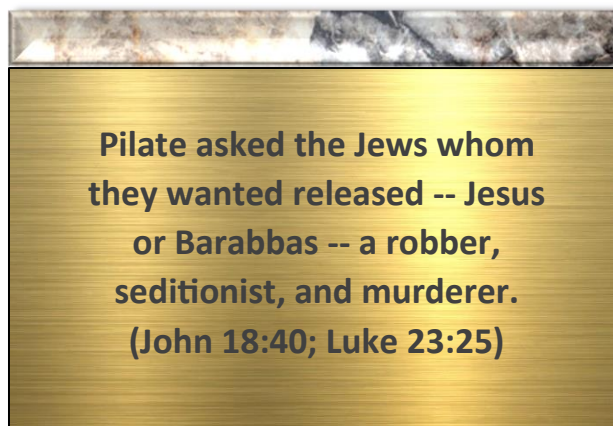 Pilate asked the Jews whom
they wanted released -- Jesus
or Barabbas -- a robber,
seditionist, and murderer.
(John 18:40; Luke 23:25)